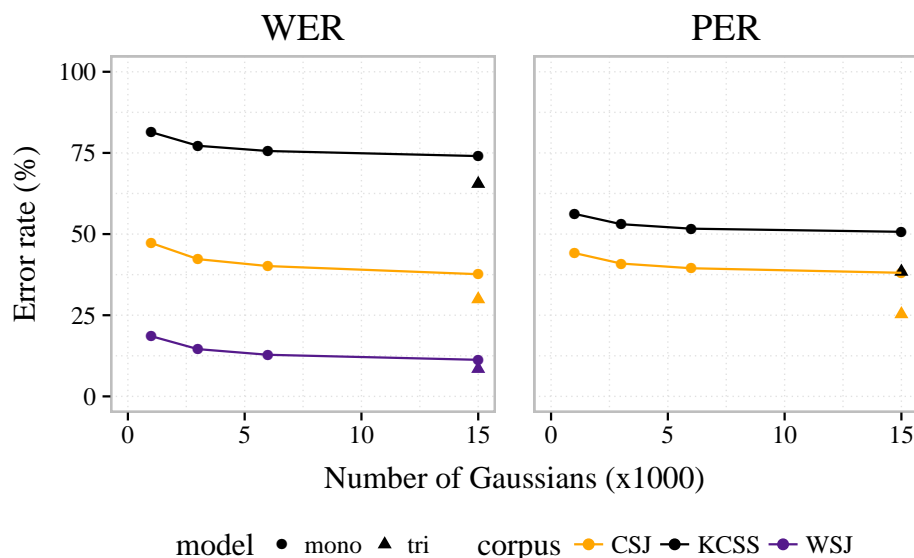 WER
PER
100
75
50
25
0
Error rate (%)
0 5 10 15
0 5 10 15
Number of Gaussians (x1000)
model mono tri corpus CSJ KCSS WSJ